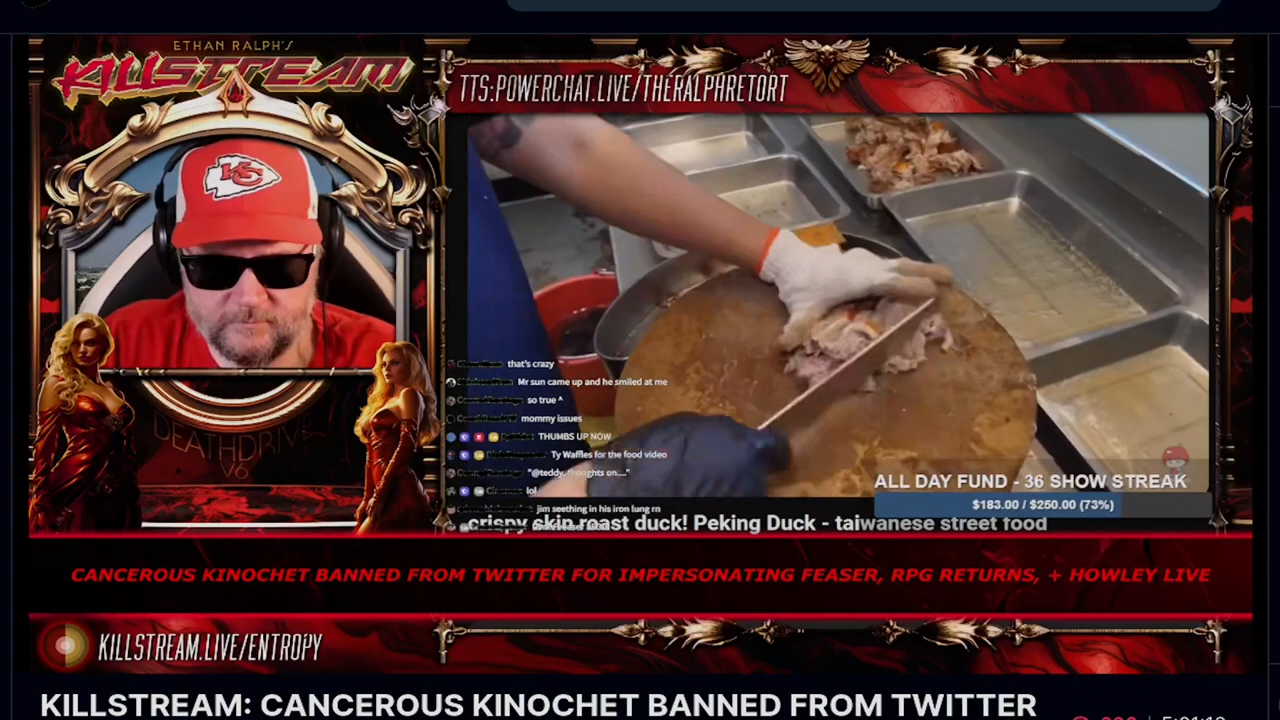 ETHAN RALPH'S
KILLSTREAM
TTS:POWERCHAT.LIVE/THERALPHRETORT
KC
that's crazy
Mr sun came up and he smiled at me
so true ^
mommy issues
THUMBS UP NOW
Ty Waffles for the food video
"@teddy, thoughts on...."
lol
jim seething in his iron lung rn
DEATHDRIVE
V6
ALL DAY FUND - 36 SHOW STREAK
$183.00 / $250.00 (73%)
crispy skin roast duck! Peking Duck - taiwanese street food
CANCEROUS KINOCHET BANNED FROM TWITTER FOR IMPERSONATING FEASER, RPG RETURNS, + HOWLEY LIVE
KILLSTREAM.LIVE/ENTROPY
KILLSTREAM: CANCEROUS KINOCHET BANNED FROM TWITTER